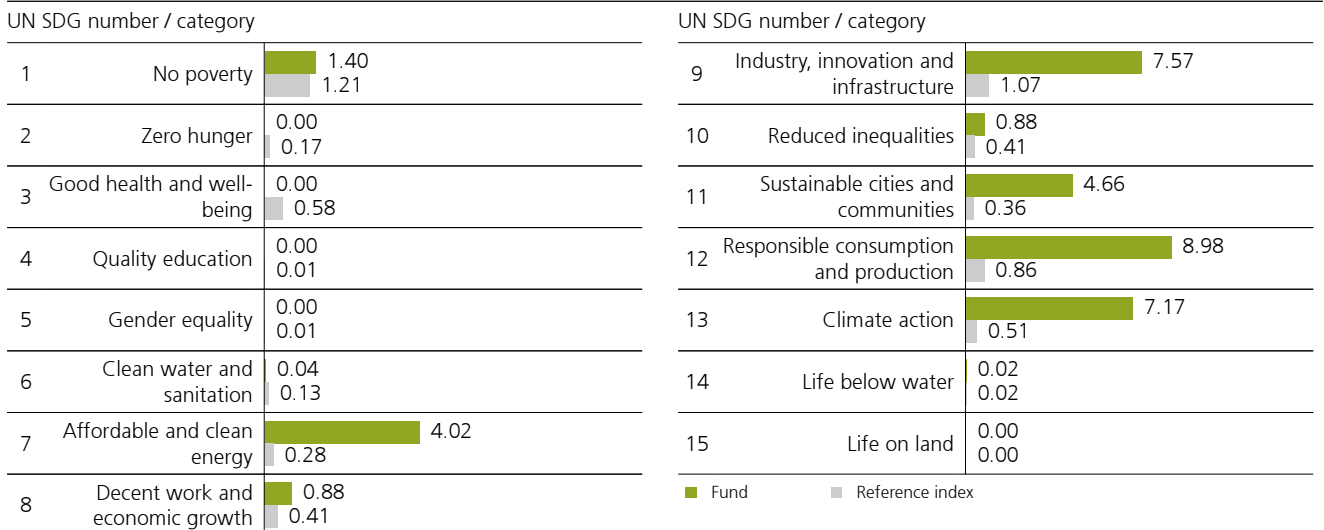 UN SDG number / category
1 No poverty 1.40
1.21
2 Zero hunger 0.00
0.17
3 Good health and well-
being 0.00
0.58
4 Quality education 0.00
0.01
5 Gender equality 0.00
0.01
6 Clean water and
sanitation 0.04
0.13
7 Affordable and clean
energy 4.02
0.28
8 Decent work and
economic growth 0.88
0.41
UN SDG number / category
9 Industry, innovation and
infrastructure 7.57
1.07
10 Reduced inequalities 0.88
0.41
11 Sustainable cities and
communities 4.66
0.36
12 Responsible consumption
and production 8.98
0.86
13 Climate action 7.17
0.51
14 Life below water 0.02
0.02
15 Life on land 0.00
0.00
Fund Reference index